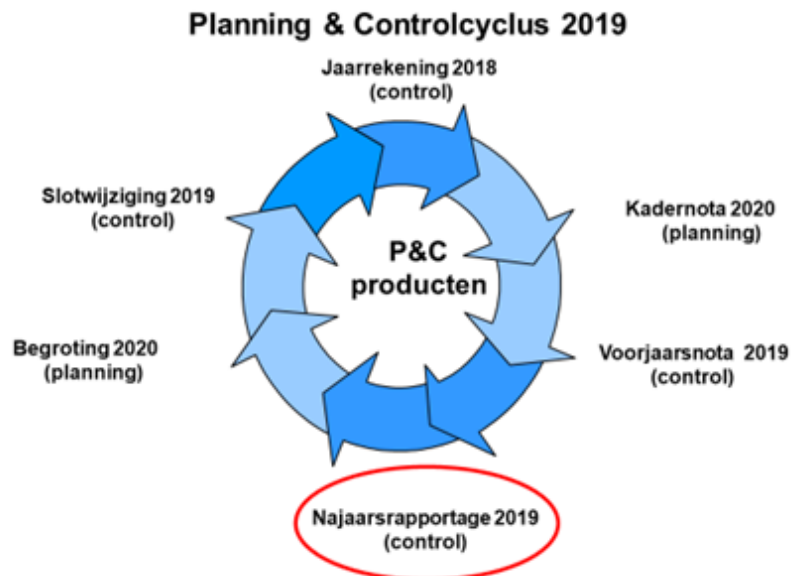 Planning & Controlcyclus 2019
Jaarrekening 2018
(control)
Kadernota 2020
(planning)
Voorjaarsnota 2019
(control)
Najaarsrapportage 2019
(control)
Begroting 2020
(planning)
Slotwijziging 2019
(control)
P&C
producten